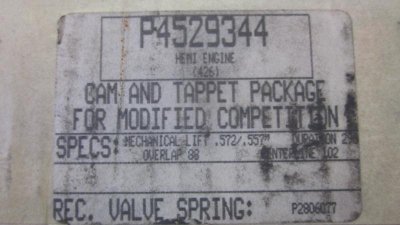 P4529344
HEMI ENGINE
(426)
CAM AND TAPPET PACKAGE
FOR MODIFIED COMPETITION
SPECS: MECHANICAL LIFT .572/.557" DURATION
OVERLAP 88 CENTERLINE 102
REC. VALVE SPRING: P2806077